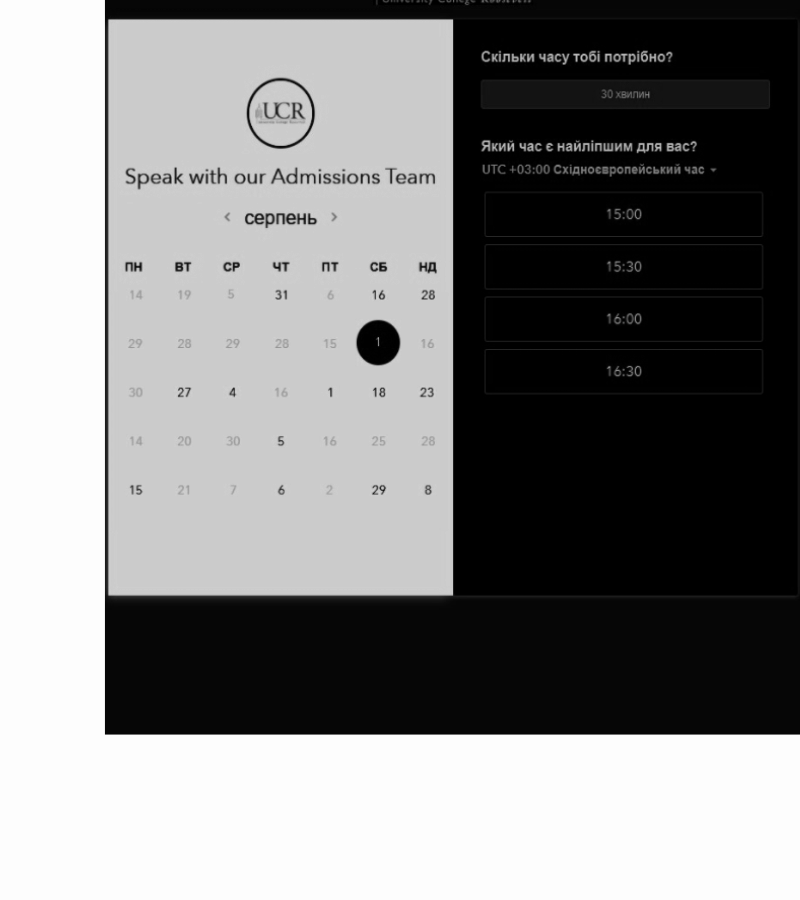 University College Roosevelt
UCR
Speak with our Admissions Team
‹ серпень ›
ПН ВТ СР ЧТ ПТ СБ НД
14 19 5 31 6 16 28
29 28 29 28 15 1 16
30 27 4 16 1 18 23
14 20 30 5 16 25 28
15 21 7 6 2 29 8
Скільки часу тобі потрібно?
30 хвилин
Який час є найліпшим для вас?
UTC +03:00 Східноєвропейський час
15:00
15:30
16:00
16:30